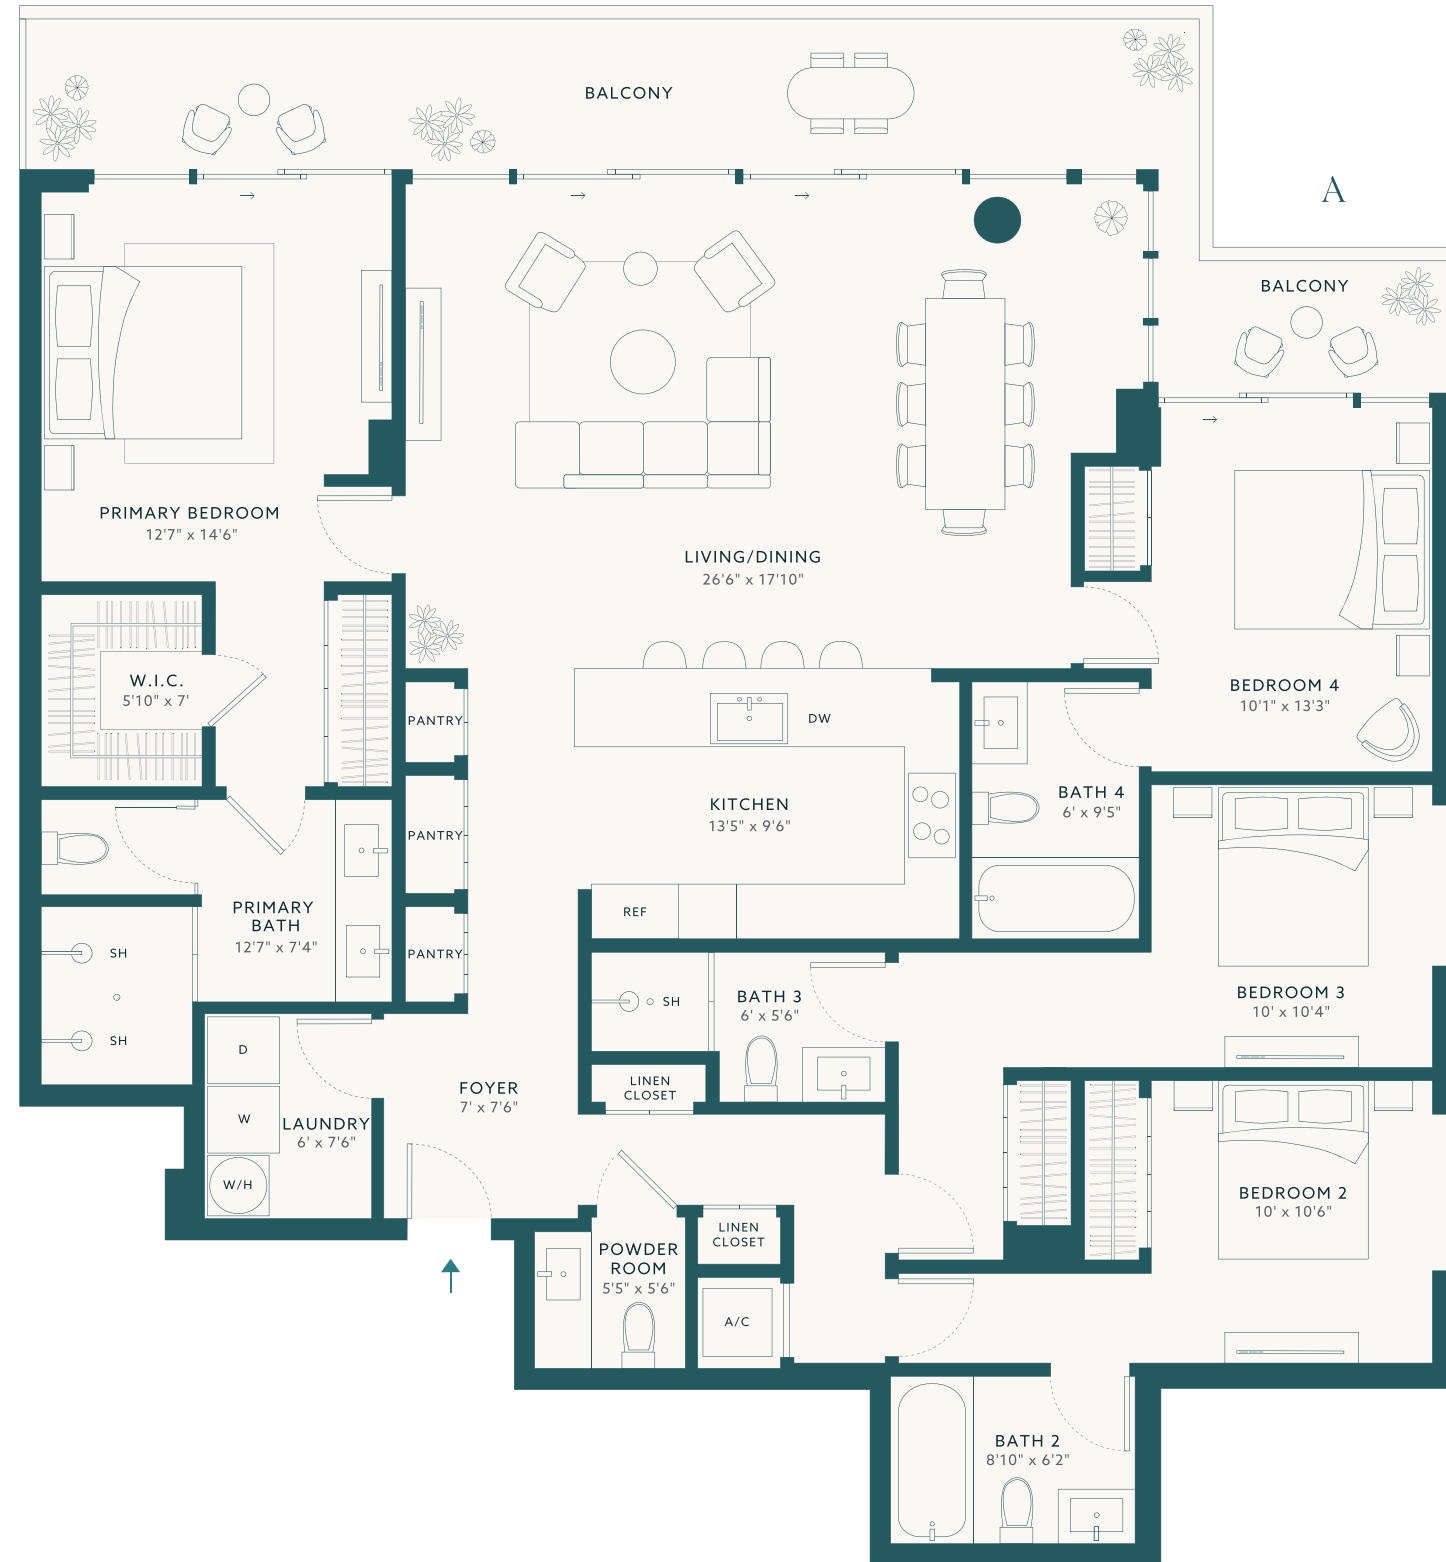 BALCONY
A
BALCONY
PRIMARY BEDROOM
12'7" x 14'6"
LIVING/DINING
26'6" x 17'10"
W.I.C.
5'10" x 7'
BEDROOM 4
10'1" x 13'3"
PANTRY
DW
KITCHEN
13'5" x 9'6"
BATH 4
6' x 9'5"
PANTRY
PRIMARY
BATH
12'7" x 7'4"
REF
PANTRY
SH
SH
SH
BATH 3
6' x 5'6"
BEDROOM 3
10' x 10'4"
D
W
W/H
LAUNDRY
6' x 7'6"
FOYER
7' x 7'6"
LINEN
CLOSET
BEDROOM 2
10' x 10'6"
POWDER
ROOM
5'5" x 5'6"
LINEN
CLOSET
A/C
BATH 2
8'10" x 6'2"